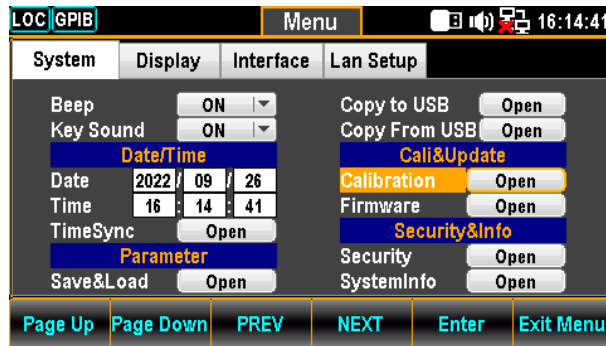 LOC GPIB Menu 16:14:41
System Display Interface Lan Setup
Beep ON
Key Sound ON
Date/Time
Date 2022 / 09 / 26
Time 16 : 14 : 41
TimeSync Open
Parameter
Save&Load Open
Copy to USB Open
Copy From USB Open
Cali&Update
Calibration Open
Firmware Open
Security&Info
Security Open
SystemInfo Open
Page Up Page Down PREV NEXT Enter Exit Menu